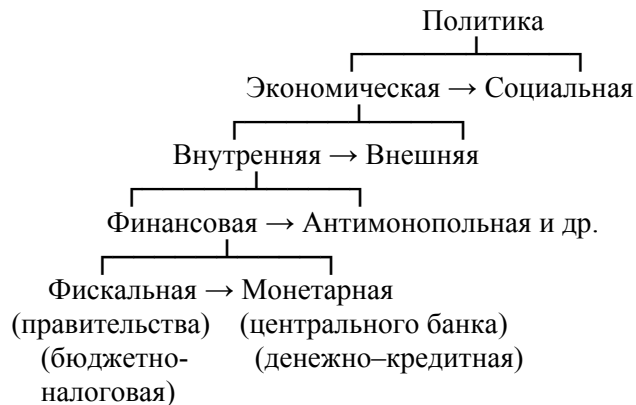 Политика
Экономическая → Социальная
Внутренняя → Внешняя
Финансовая → Антимонопольная и др.
Фискальная → Монетарная
(правительства) (центрального банка)
(бюджетно- (денежно–кредитная)
налоговая)